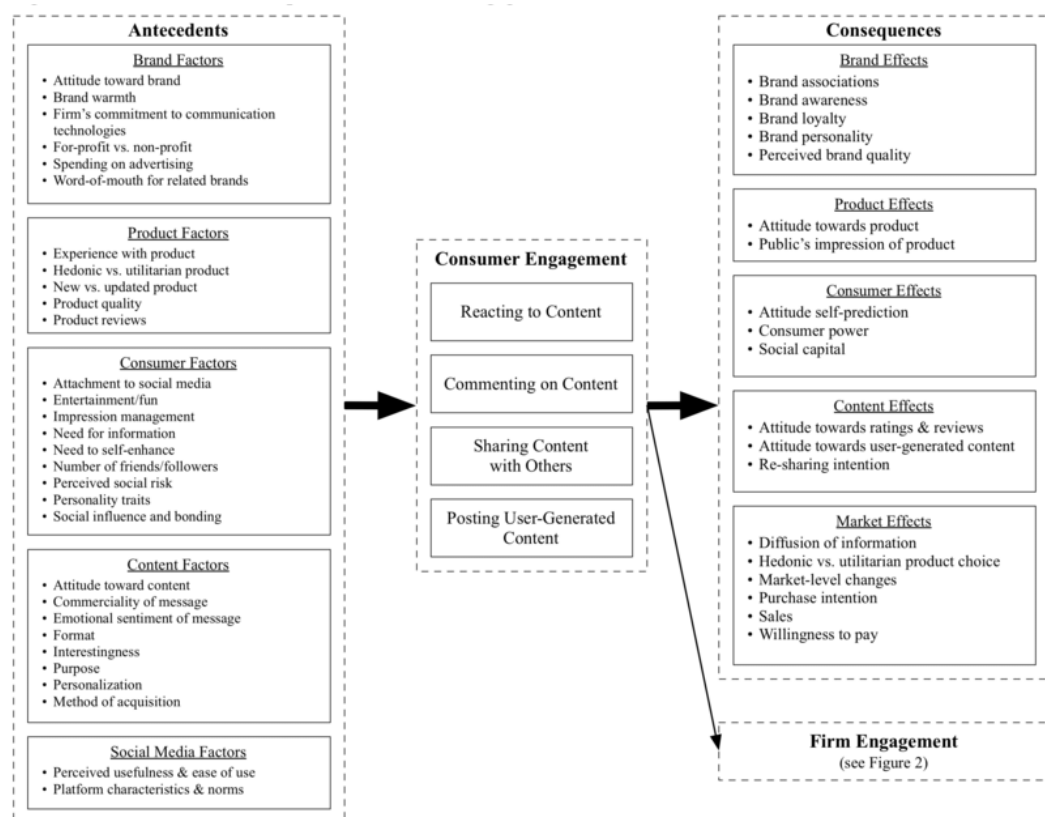 Antecedents
Brand Factors
• Attitude toward brand
• Brand warmth
• Firm's commitment to communication
technologies
• For-profit vs. non-profit
• Spending on advertising
• Word-of-mouth for related brands
Product Factors
• Experience with product
• Hedonic vs. utilitarian product
• New vs. updated product
• Product quality
• Product reviews
Consumer Factors
• Attachment to social media
• Entertainment/fun
• Impression management
• Need for information
• Need to self-enhance
• Number of friends/followers
• Perceived social risk
• Personality traits
• Social influence and bonding
Content Factors
• Attitude toward content
• Commerciality of message
• Emotional sentiment of message
• Format
• Interestingness
• Purpose
• Personalization
• Method of acquisition
Social Media Factors
• Perceived usefulness & ease of use
• Platform characteristics & norms
Consumer Engagement
Reacting to Content
Commenting on Content
Sharing Content
with Others
Posting User-Generated
Content
Consequences
Brand Effects
• Brand associations
• Brand awareness
• Brand loyalty
• Brand personality
• Perceived brand quality
Product Effects
• Attitude towards product
• Public's impression of product
Consumer Effects
• Attitude self-prediction
• Consumer power
• Social capital
Content Effects
• Attitude towards ratings & reviews
• Attitude towards user-generated content
• Re-sharing intention
Market Effects
• Diffusion of information
• Hedonic vs. utilitarian product choice
• Market-level changes
• Purchase intention
• Sales
• Willingness to pay
Firm Engagement
(see Figure 2)